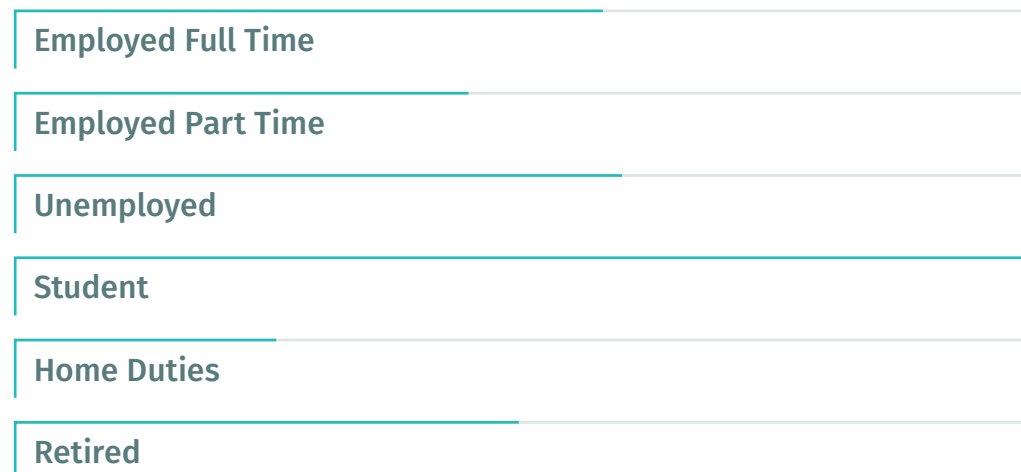 Employed Full Time
Employed Part Time
Unemployed
Student
Home Duties
Retired